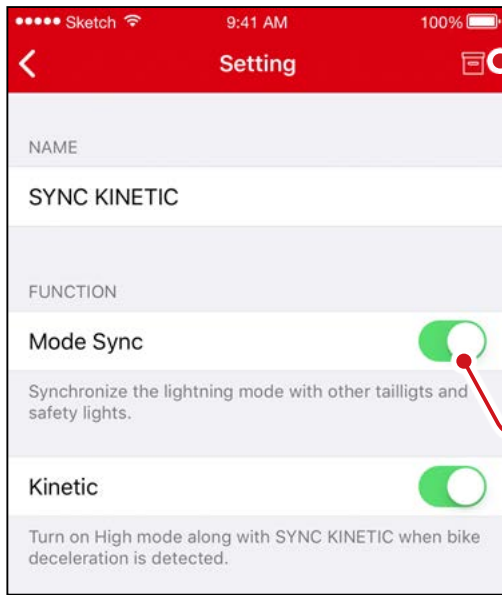 ●●●●● Sketch 9:41 AM 100%
Setting
NAME
SYNC KINETIC
FUNCTION
Mode Sync
Synchronize the lightning mode with other tailligts and
safety lights.
Kinetic
Turn on High mode along with SYNC KINETIC when bike
deceleration is detected.